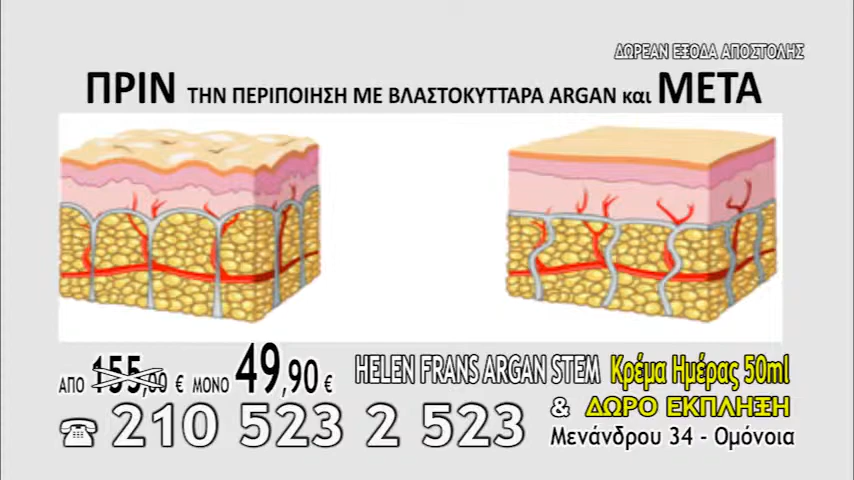 ΔΩΡΕΑΝ ΕΞΟΔΑ ΑΠΟΣΤΟΛΗΣ
ΠΡΙΝ ΤΗΝ ΠΕΡΙΠΟΙΗΣΗ ΜΕ ΒΛΑΣΤΟΚΥΤΤΑΡΑ ARGAN και ΜΕΤΑ
ΑΠΟ 155,00 € ΜΟΝΟ 49,90 €
HELEN FRANS ARGAN STEM Κρέμα Ημέρας 50ml
& ΔΩΡΟ ΕΚΠΛΗΞΗ
☎ 210 523 2 523
Μενάνδρου 34 - Ομόνοια